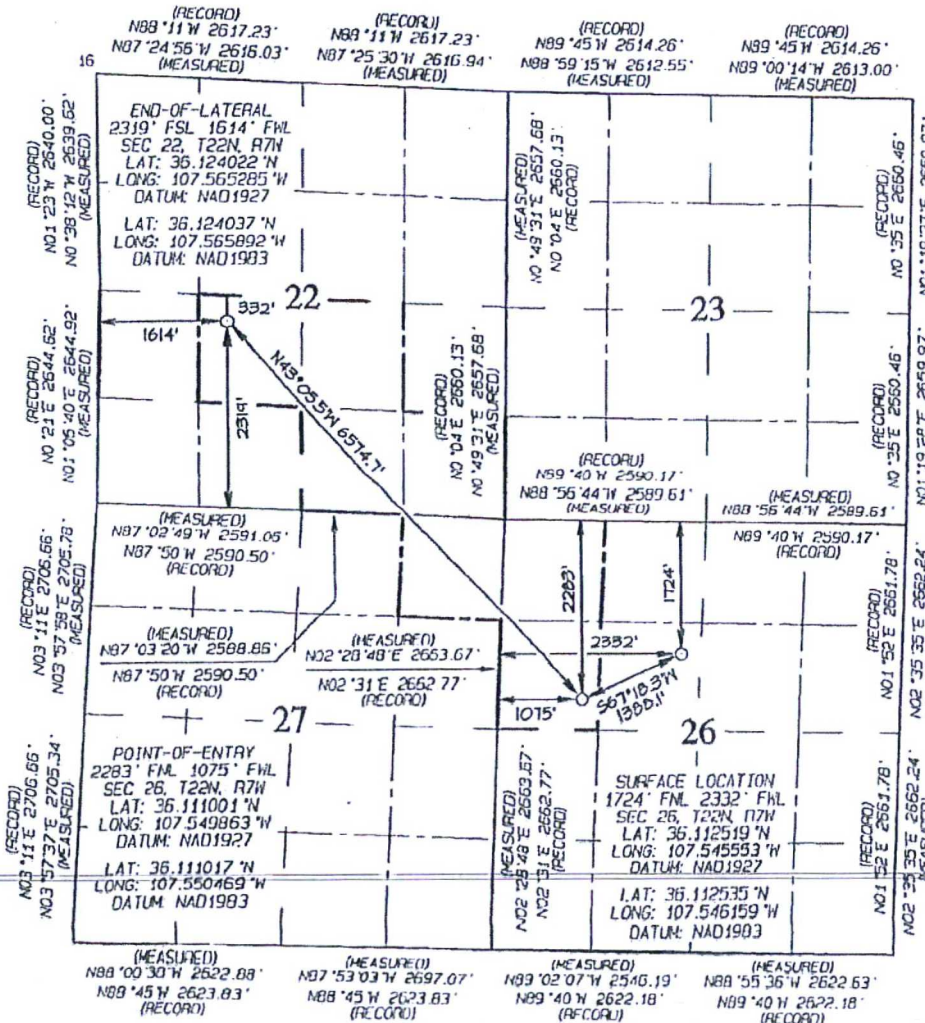 (RECORD)
N88°11'W 2617.23'
N87°24'56"W 2616.03'
(MEASURED)
(RECORD)
N88°11'W 2617.23'
N87°25'30"W 2616.94'
(MEASURED)
(RECORD)
N89°45'W 2614.26'
N88°59'15"W 2612.55'
(MEASURED)
(RECORD)
N89°45'W 2614.26'
N89°00'14"W 2613.00'
(MEASURED)
16
END-OF-LATERAL
2319' FSL 1614' FWL
SEC 22, T22N, R7W
LAT: 36.124022°N
LONG: 107.565285°W
DATUM: NAD1927
LAT: 36.124037°N
LONG: 107.565892°W
DATUM: NAD1983
(RECORD)
N01°23'W 2640.00'
N0°38'12"W 2639.62'
(MEASURED)
(MEASURED)
N0°49'31"E 2657.68'
N0°04'E 2660.13'
(RECORD)
(RECORD)
N0°35'E 2660.46'
22
23
332'
1614'
2319'
N43°05.5'W 6574.7'
(RECORD)
N0°21'E 2644.62'
N01°05'40"E 2644.92'
(MEASURED)
(RECORD)
N0°04'E 2660.13'
N0°49'31"E 2657.68'
(MEASURED)
(RECORD)
N0°35'E 2660.46'
N01°19'28"E 2659.97'
(RECORD)
N89°40'W 2590.17'
N88°56'44"W 2589.61'
(MEASURED)
(MEASURED)
N88°56'44"W 2589.61'
N89°40'W 2590.17'
(RECORD)
(MEASURED)
N87°02'49"W 2591.06'
N87°50'W 2590.50'
(RECORD)
(RECORD)
N03°11'E 2706.66'
N03°57'58"E 2705.78'
(MEASURED)
(MEASURED)
N87°03'20"W 2588.86'
N87°50'W 2590.50'
(RECORD)
(MEASURED)
N02°28'48"E 2663.67'
N02°31'E 2662.77'
(RECORD)
2283'
1724'
2332'
1075'
S67°18.3'W
1388.1'
(RECORD)
N01°52'E 2661.78'
N02°35'35"E 2662.24'
27
26
POINT-OF-ENTRY
2283' FNL 1075' FWL
SEC 26, T22N, R7W
LAT: 36.111001°N
LONG: 107.549863°W
DATUM: NAD1927
LAT: 36.111017°N
LONG: 107.550469°W
DATUM: NAD1983
SURFACE LOCATION
1724' FNL 2332' FWL
SEC 26, T22N, R7W
LAT: 36.112519°N
LONG: 107.545553°W
DATUM: NAD1927
LAT: 36.112535°N
LONG: 107.546159°W
DATUM: NAD1983
(RECORD)
N03°11'E 2706.66'
N03°57'37"E 2705.34'
(MEASURED)
(MEASURED)
N02°28'48"E 2663.67'
N02°31'E 2662.77'
(RECORD)
(RECORD)
N01°52'E 2661.78'
N02°35'35"E 2662.24'
(MEASURED)
N88°00'30"W 2622.88'
N88°45'W 2623.83'
(RECORD)
(MEASURED)
N87°53'03"W 2697.07'
N88°45'W 2623.83'
(RECORD)
(MEASURED)
N89°02'07"W 2546.19'
N89°40'W 2622.18'
(RECORD)
(MEASURED)
N88°55'36"W 2622.63'
N89°40'W 2622.18'
(RECORD)